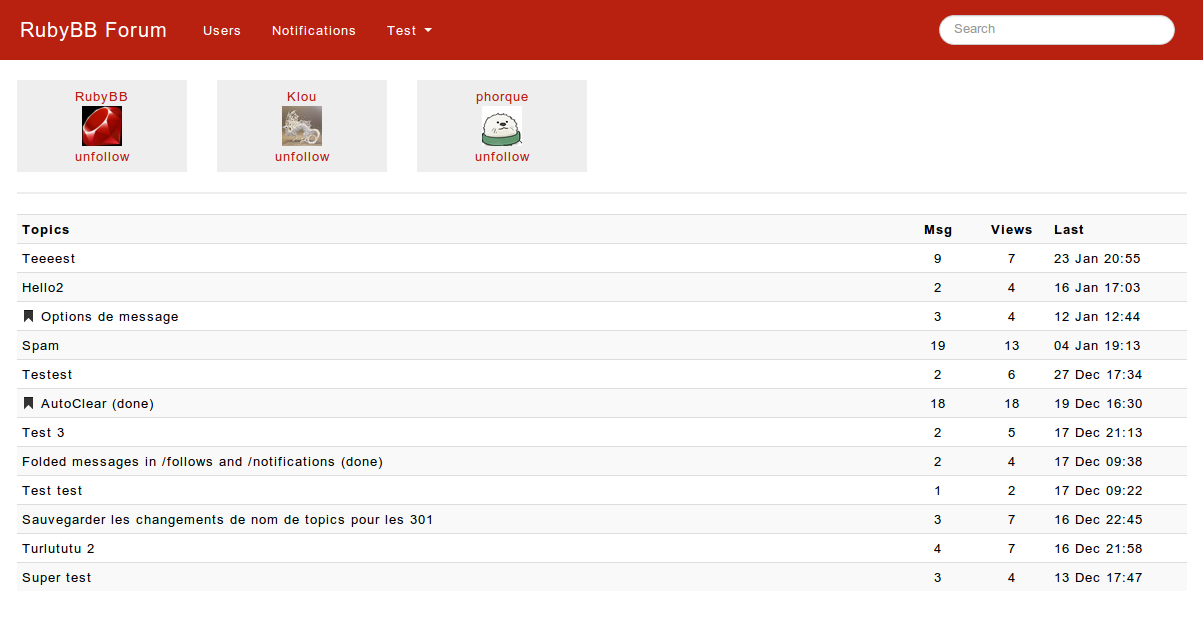 RubyBB Forum Users Notifications Test Search
RubyBB Klou phorque
unfollow unfollow unfollow
Topics Msg Views Last
Teeeest 9 7 23 Jan 20:55
Hello2 2 4 16 Jan 17:03
Options de message 3 4 12 Jan 12:44
Spam 19 13 04 Jan 19:13
Testest 2 6 27 Dec 17:34
AutoClear (done) 18 18 19 Dec 16:30
Test 3 2 5 17 Dec 21:13
Folded messages in /follows and /notifications (done) 2 4 17 Dec 09:38
Test test 1 2 17 Dec 09:22
Sauvegarder les changements de nom de topics pour les 301 3 7 16 Dec 22:45
Turlututu 2 4 7 16 Dec 21:58
Super test 3 4 13 Dec 17:47